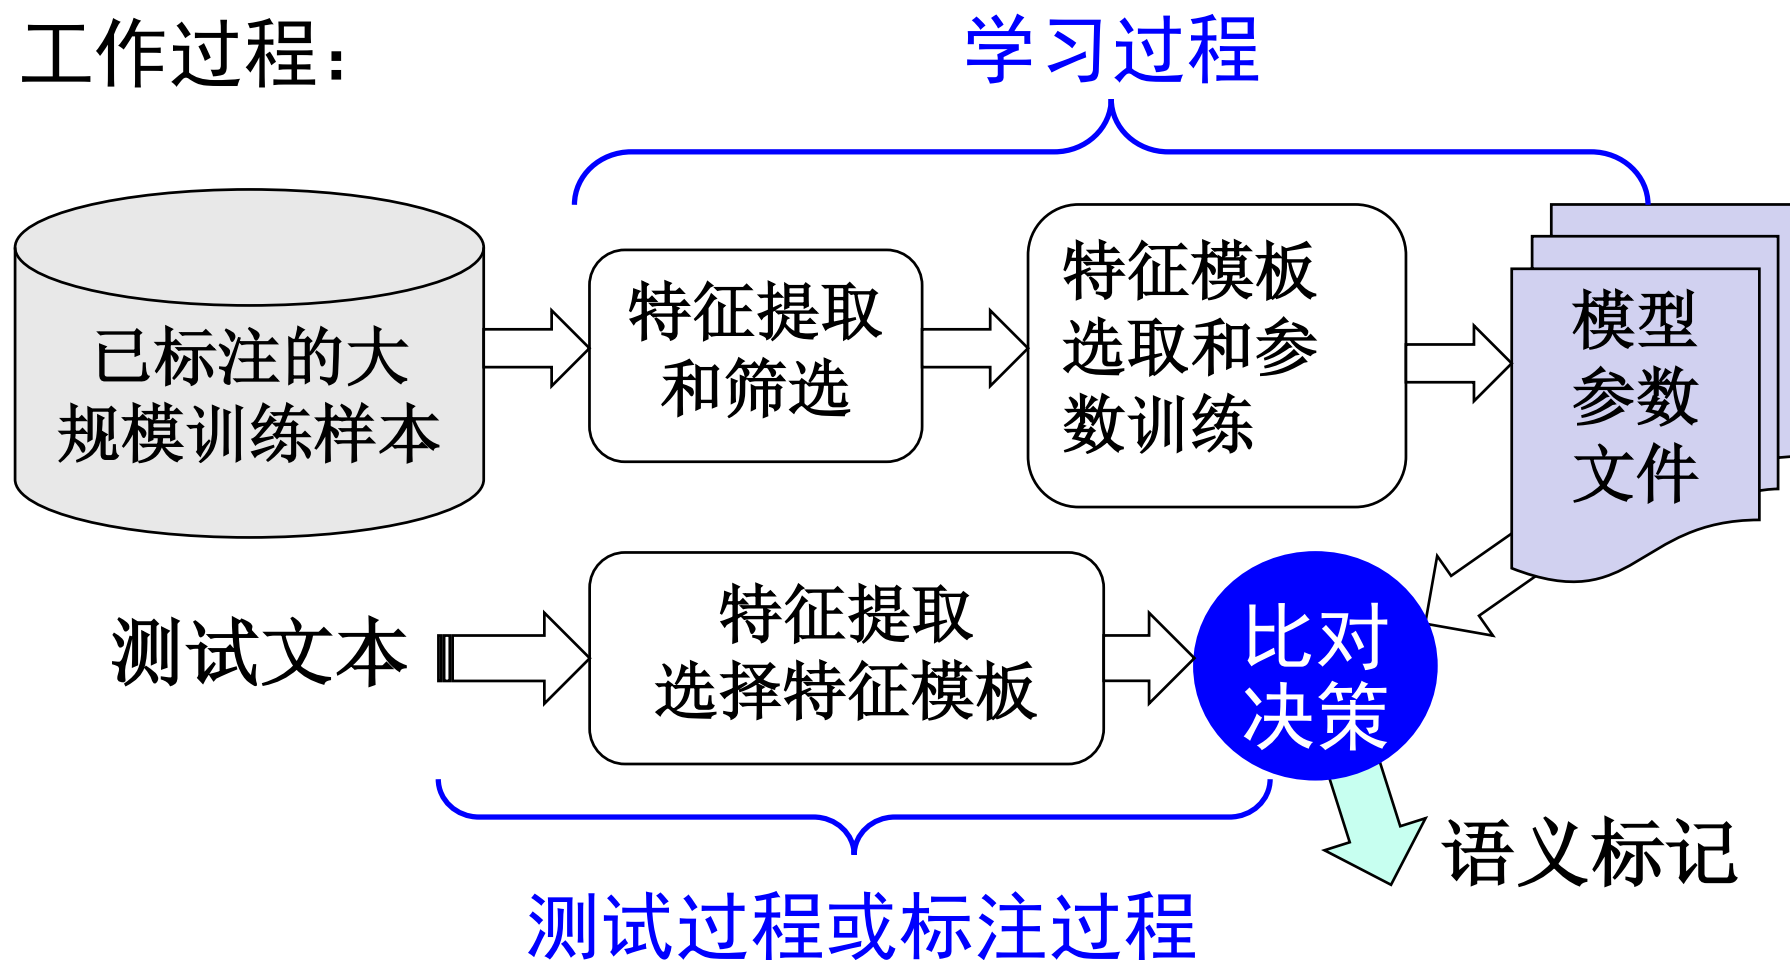 工作过程:
学习过程
已标注的大
规模训练样本
特征提取
和筛选
特征模板
选取和参
数训练
模型
参数
文件
测试文本
特征提取
选择特征模板
比对
决策
语义标记
测试过程或标注过程